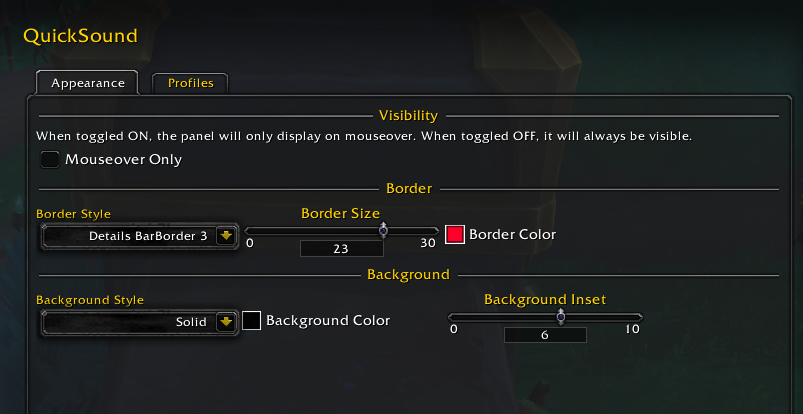 QuickSound
Appearance
Profiles
Visibility
When toggled ON, the panel will only display on mouseover. When toggled OFF, it will always be visible.
Mouseover Only
Border
Border Style
Border Size
Details BarBorder 3
0
23
30
Border Color
Background
Background Style
Background Inset
Solid
Background Color
0
6
10